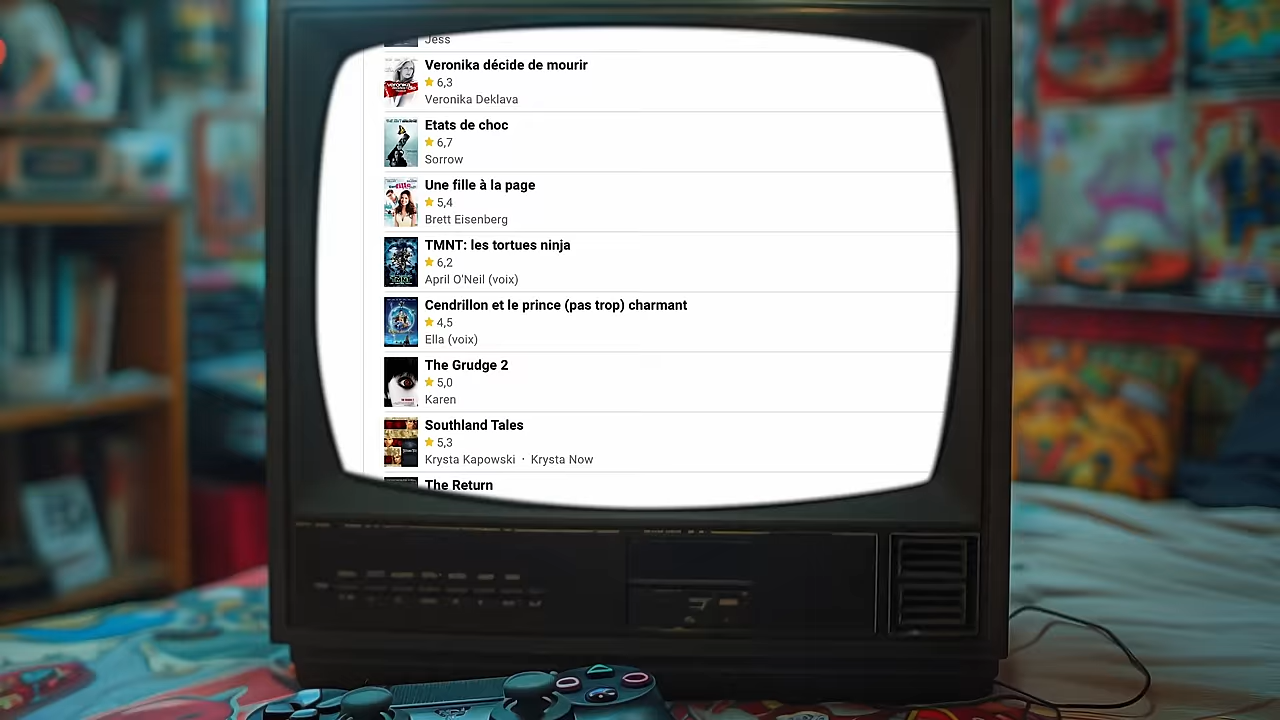 Jess
Veronika décide de mourir
6,3
Veronika Deklava
Etats de choc
6,7
Sorrow
Une fille à la page
5,4
Brett Eisenberg
TMNT: les tortues ninja
6,2
April O'Neil (voix)
Cendrillon et le prince (pas trop) charmant
4,5
Ella (voix)
The Grudge 2
5,0
Karen
Southland Tales
5,3
Krysta Kapowski · Krysta Now
The Return